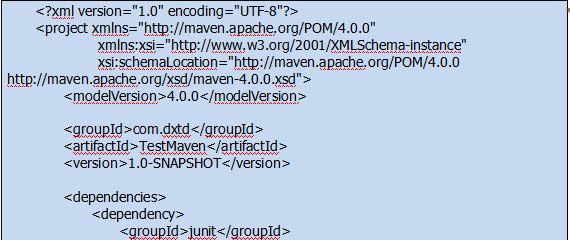 <?xml version="1.0" encoding="UTF-8"?>
<project xmlns="http://maven.apache.org/POM/4.0.0"
xmlns:xsi="http://www.w3.org/2001/XMLSchema-instance"
xsi:schemaLocation="http://maven.apache.org/POM/4.0.0
http://maven.apache.org/xsd/maven-4.0.0.xsd">
<modelVersion>4.0.0</modelVersion>
<groupId>com.dxtd</groupId>
<artifactId>TestMaven</artifactId>
<version>1.0-SNAPSHOT</version>
<dependencies>
<dependency>
<groupId>junit</groupId>